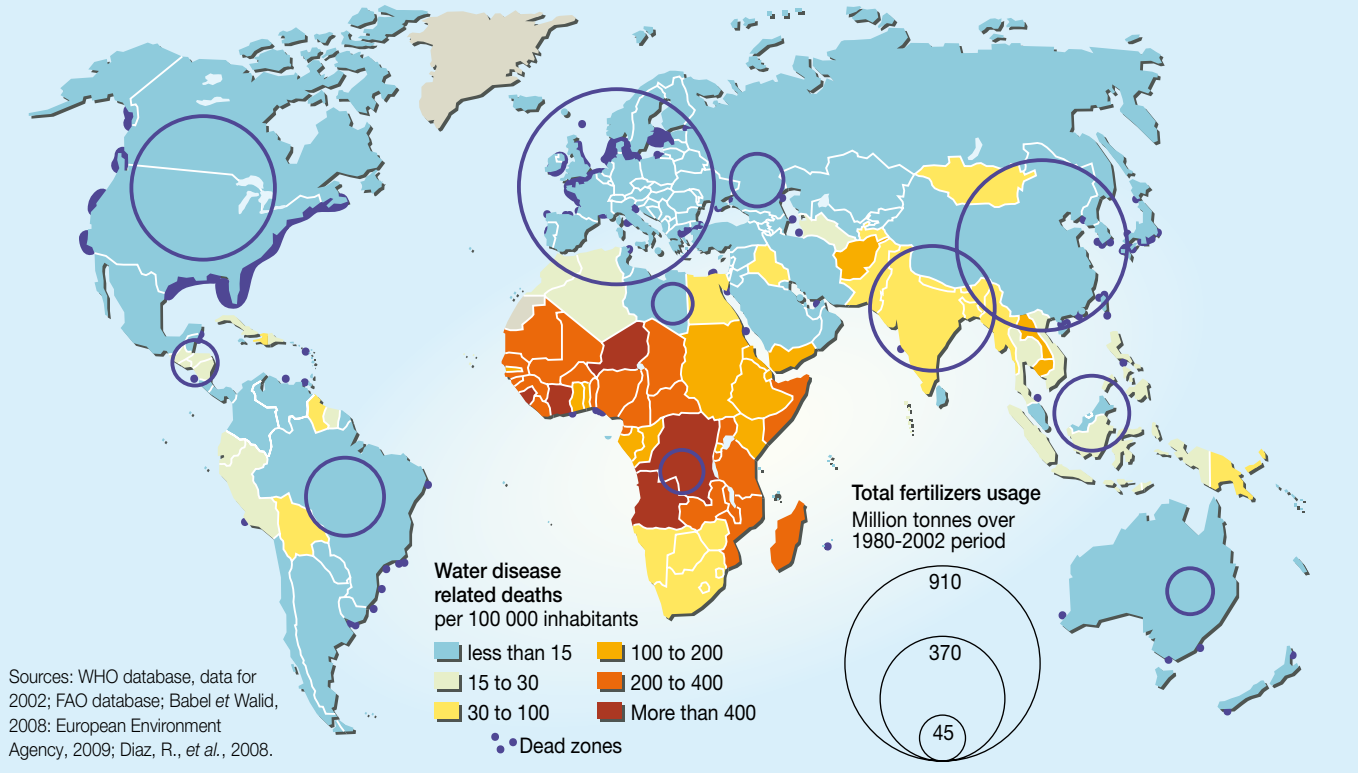 Total fertilizers usage
Million tonnes over
1980-2002 period
910
370
45
Water disease
related deaths
per 100 000 inhabitants
less than 15
15 to 30
30 to 100
100 to 200
200 to 400
More than 400
Dead zones
Sources: WHO database, data for
2002; FAO database; Babel et Walid,
2008: European Environment
Agency, 2009; Diaz, R., et al., 2008.